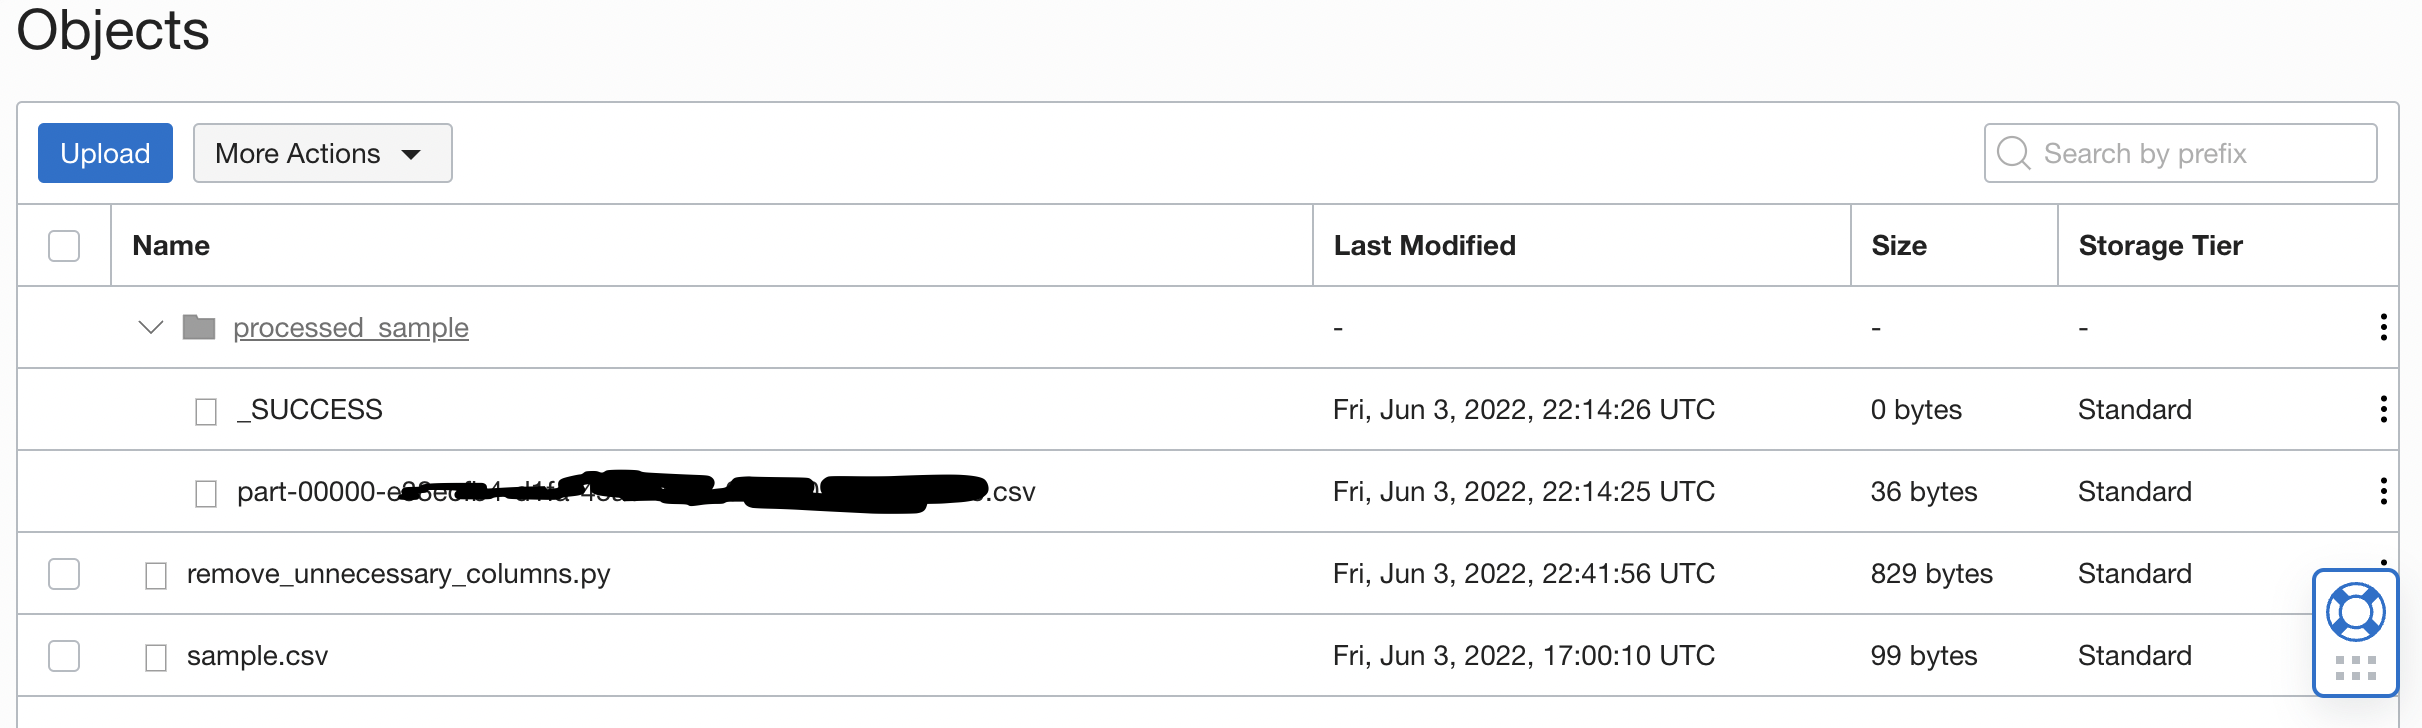 Objects
Upload More Actions Search by prefix
Name Last Modified Size Storage Tier
processed_sample - - -
_SUCCESS Fri, Jun 3, 2022, 22:14:26 UTC 0 bytes Standard
part-00000- .csv Fri, Jun 3, 2022, 22:14:25 UTC 36 bytes Standard
remove_unnecessary_columns.py Fri, Jun 3, 2022, 22:41:56 UTC 829 bytes Standard
sample.csv Fri, Jun 3, 2022, 17:00:10 UTC 99 bytes Standard